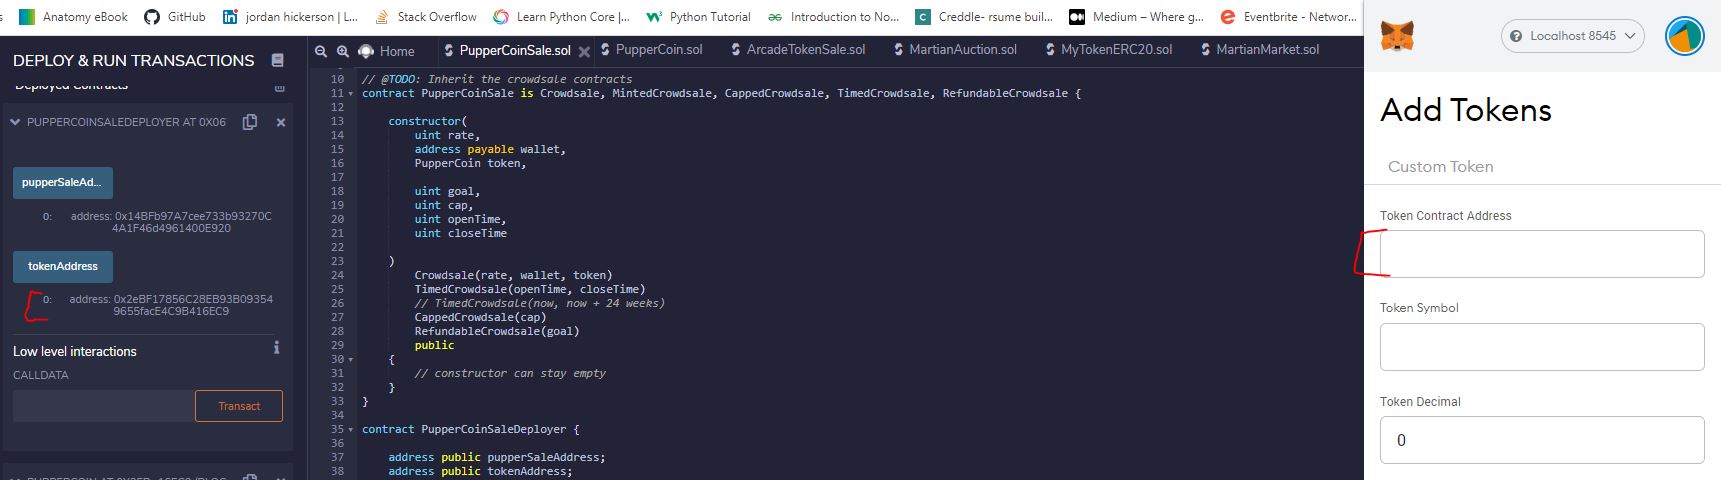 s Anatomy eBook GitHub jordan hickerson | L... Stack Overflow Learn Python Core |... Python Tutorial Introduction to No... Creddle- rsume buil... Medium – Where g... Eventbrite - Networ...
DEPLOY & RUN TRANSACTIONS
Deployed Contracts
PUPPERCOINSALEDEPLOYER AT 0X06
pupperSaleAd...
0: address: 0x14BFb97A7cee733b93270C
4A1F46d4961400E920
tokenAddress
0: address: 0x2eBF17856C28EB93B09354
9655facE4C9B416EC9
Low level interactions
CALLDATA
Transact
Home PupperCoinSale.sol PupperCoin.sol ArcadeTokenSale.sol MartianAuction.sol MyTokenERC20.sol MartianMarket.sol
10 // @TODO: Inherit the crowdsale contracts
11 contract PupperCoinSale is Crowdsale, MintedCrowdsale, CappedCrowdsale, TimedCrowdsale, RefundableCrowdsale {
12
13 constructor(
14 uint rate,
15 address payable wallet,
16 PupperCoin token,
17
18 uint goal,
19 uint cap,
20 uint openTime,
21 uint closeTime
22
23 )
24 Crowdsale(rate, wallet, token)
25 TimedCrowdsale(openTime, closeTime)
26 // TimedCrowdsale(now, now + 24 weeks)
27 CappedCrowdsale(cap)
28 RefundableCrowdsale(goal)
29 public
30 {
31 // constructor can stay empty
32 }
33 }
34
35 contract PupperCoinSaleDeployer {
36
37 address public pupperSaleAddress;
38 address public tokenAddress;
Localhost 8545
Add Tokens
Custom Token
Token Contract Address
Token Symbol
Token Decimal
0